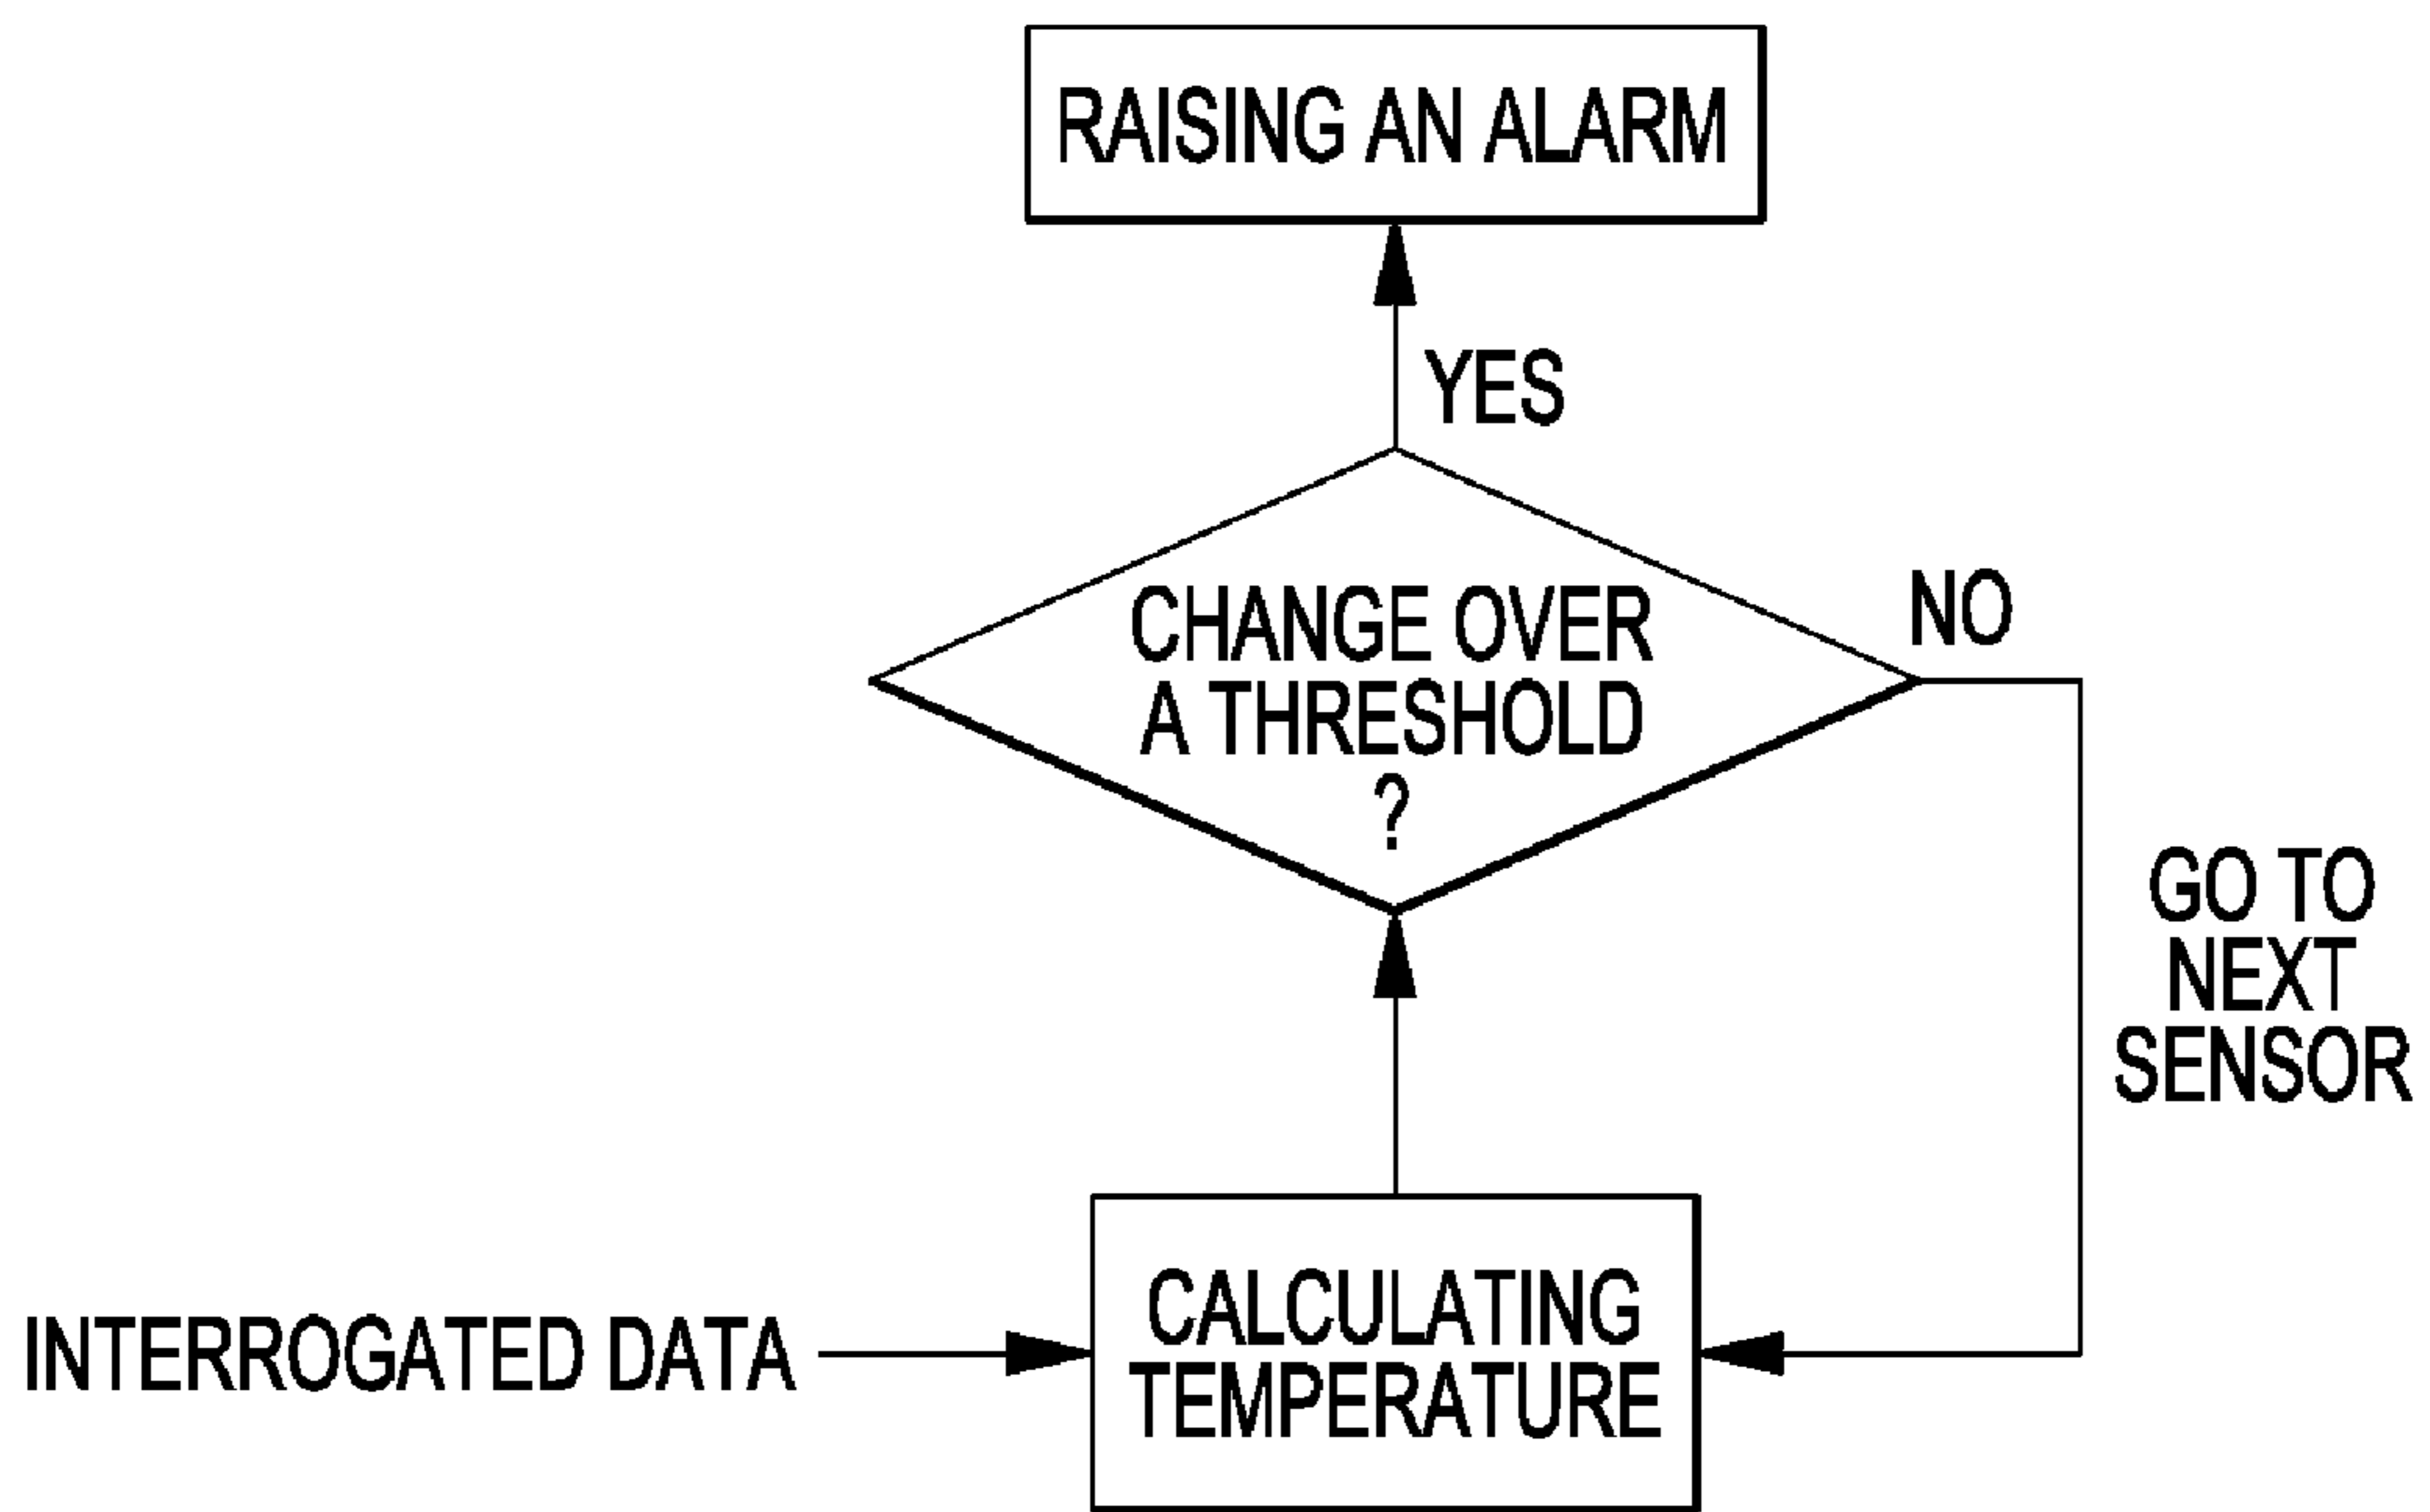 RAISING AN ALARM
YES
CHANGE OVER
A THRESHOLD
?
NO
GO TO
NEXT
SENSOR
INTERROGATED DATA
CALCULATING
TEMPERATURE